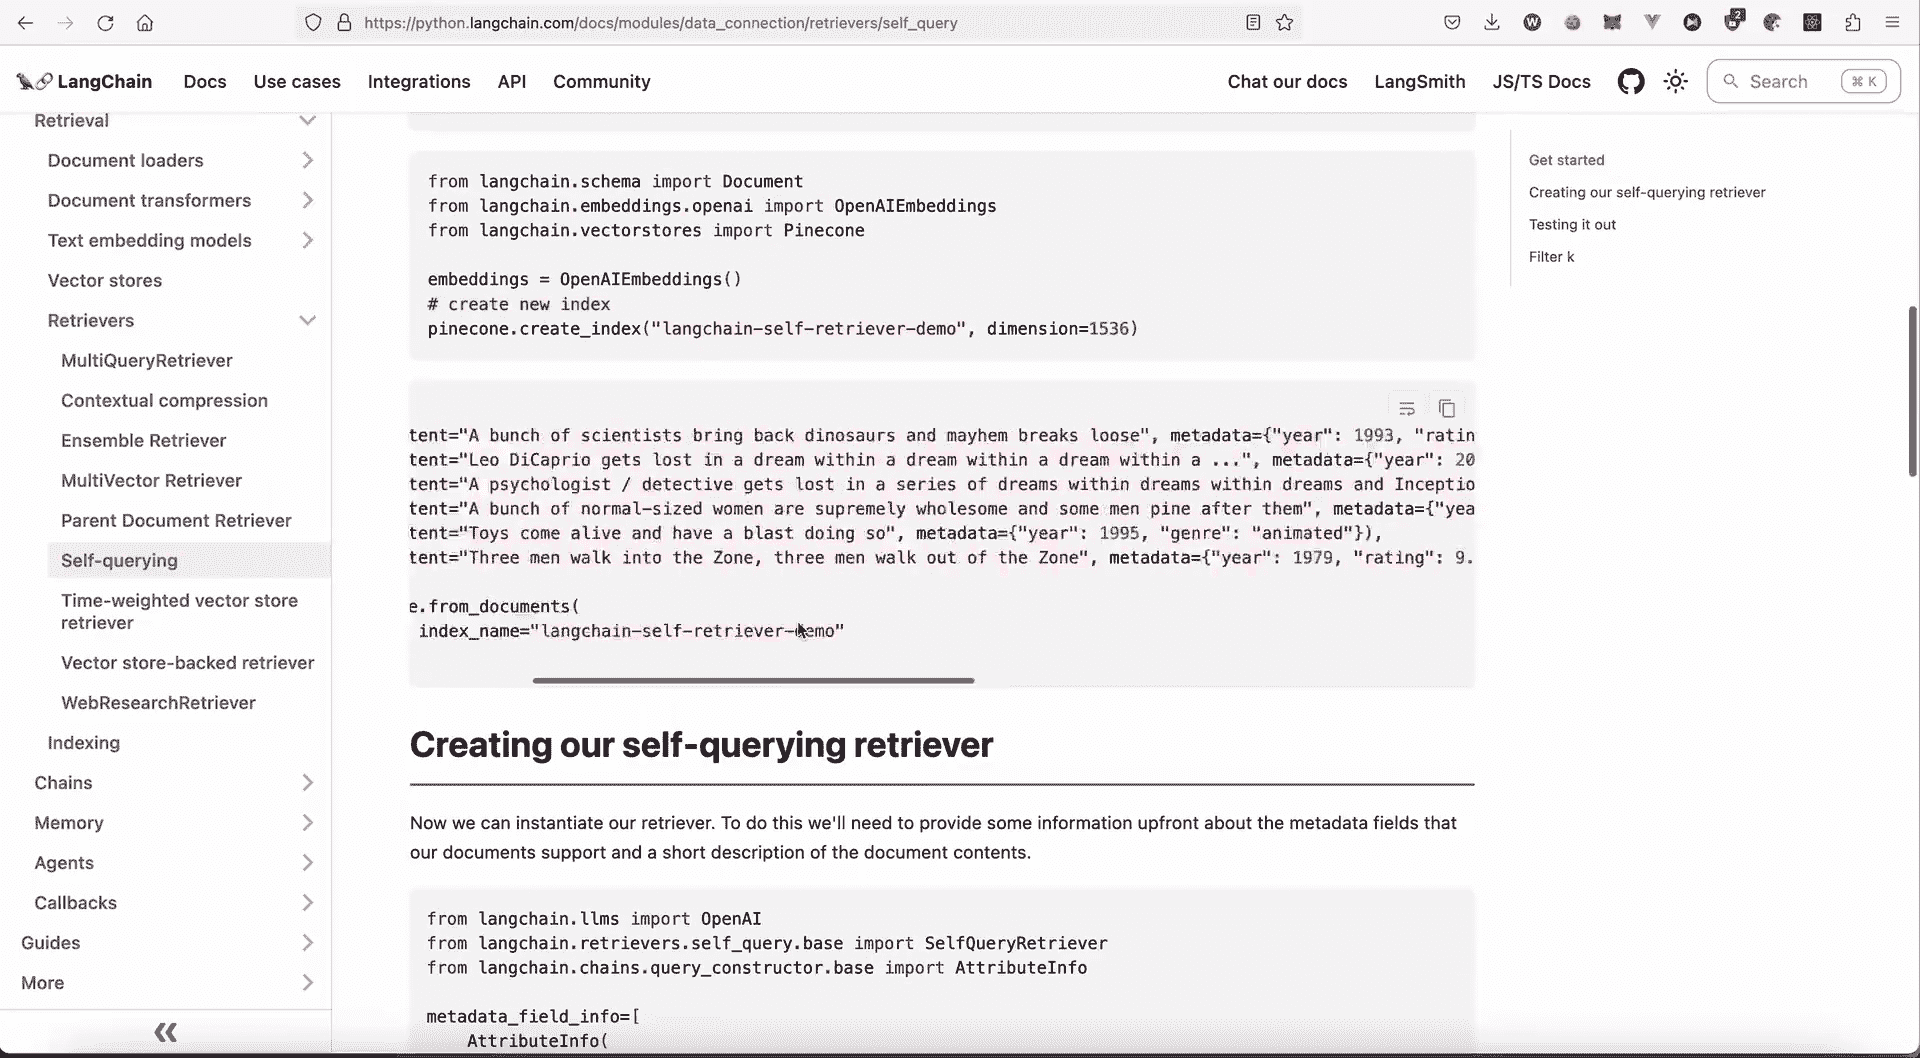 https://python.langchain.com/docs/modules/data_connection/retrievers/self_query
2
LangChain
Docs
Use cases
Integrations
API
Community
Chat our docs
LangSmith
JS/TS Docs
Search
⌘ K
Retrieval
Document loaders
Document transformers
Text embedding models
Vector stores
Retrievers
MultiQueryRetriever
Contextual compression
Ensemble Retriever
MultiVector Retriever
Parent Document Retriever
Self-querying
Time-weighted vector store
retriever
Vector store-backed retriever
WebResearchRetriever
Indexing
Chains
Memory
Agents
Callbacks
Guides
More
from langchain.schema import Document
from langchain.embeddings.openai import OpenAIEmbeddings
from langchain.vectorstores import Pinecone
embeddings = OpenAIEmbeddings()
# create new index
pinecone.create_index("langchain-self-retriever-demo", dimension=1536)
tent="A bunch of scientists bring back dinosaurs and mayhem breaks loose", metadata={"year": 1993, "ratin
tent="Leo DiCaprio gets lost in a dream within a dream within a dream within a ...", metadata={"year": 20
tent="A psychologist / detective gets lost in a series of dreams within dreams within dreams and Inceptio
tent="A bunch of normal-sized women are supremely wholesome and some men pine after them", metadata={"yea
tent="Toys come alive and have a blast doing so", metadata={"year": 1995, "genre": "animated"}),
tent="Three men walk into the Zone, three men walk out of the Zone", metadata={"year": 1979, "rating": 9.
e.from_documents(
index_name="langchain-self-retriever-demo"
Creating our self-querying retriever
Now we can instantiate our retriever. To do this we'll need to provide some information upfront about the metadata fields that
our documents support and a short description of the document contents.
from langchain.llms import OpenAI
from langchain.retrievers.self_query.base import SelfQueryRetriever
from langchain.chains.query_constructor.base import AttributeInfo
metadata_field_info=[
AttributeInfo(
Get started
Creating our self-querying retriever
Testing it out
Filter k